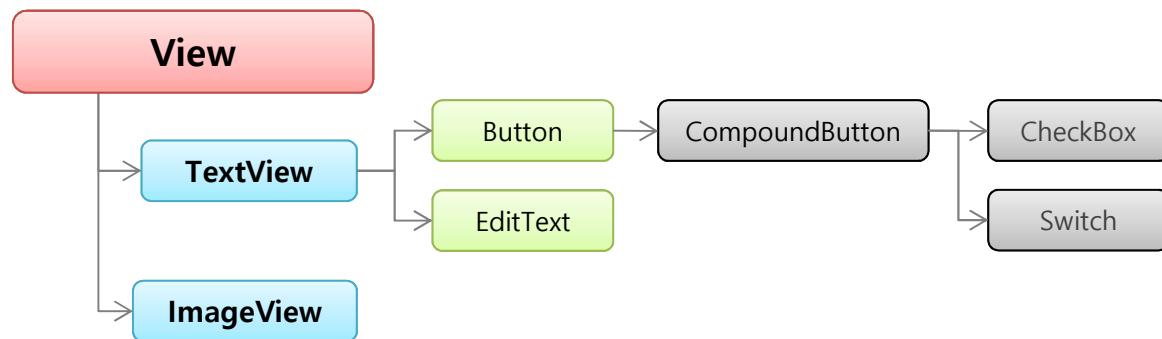 View
Button
CompoundButton
CheckBox
TextView
EditText
Switch
ImageView